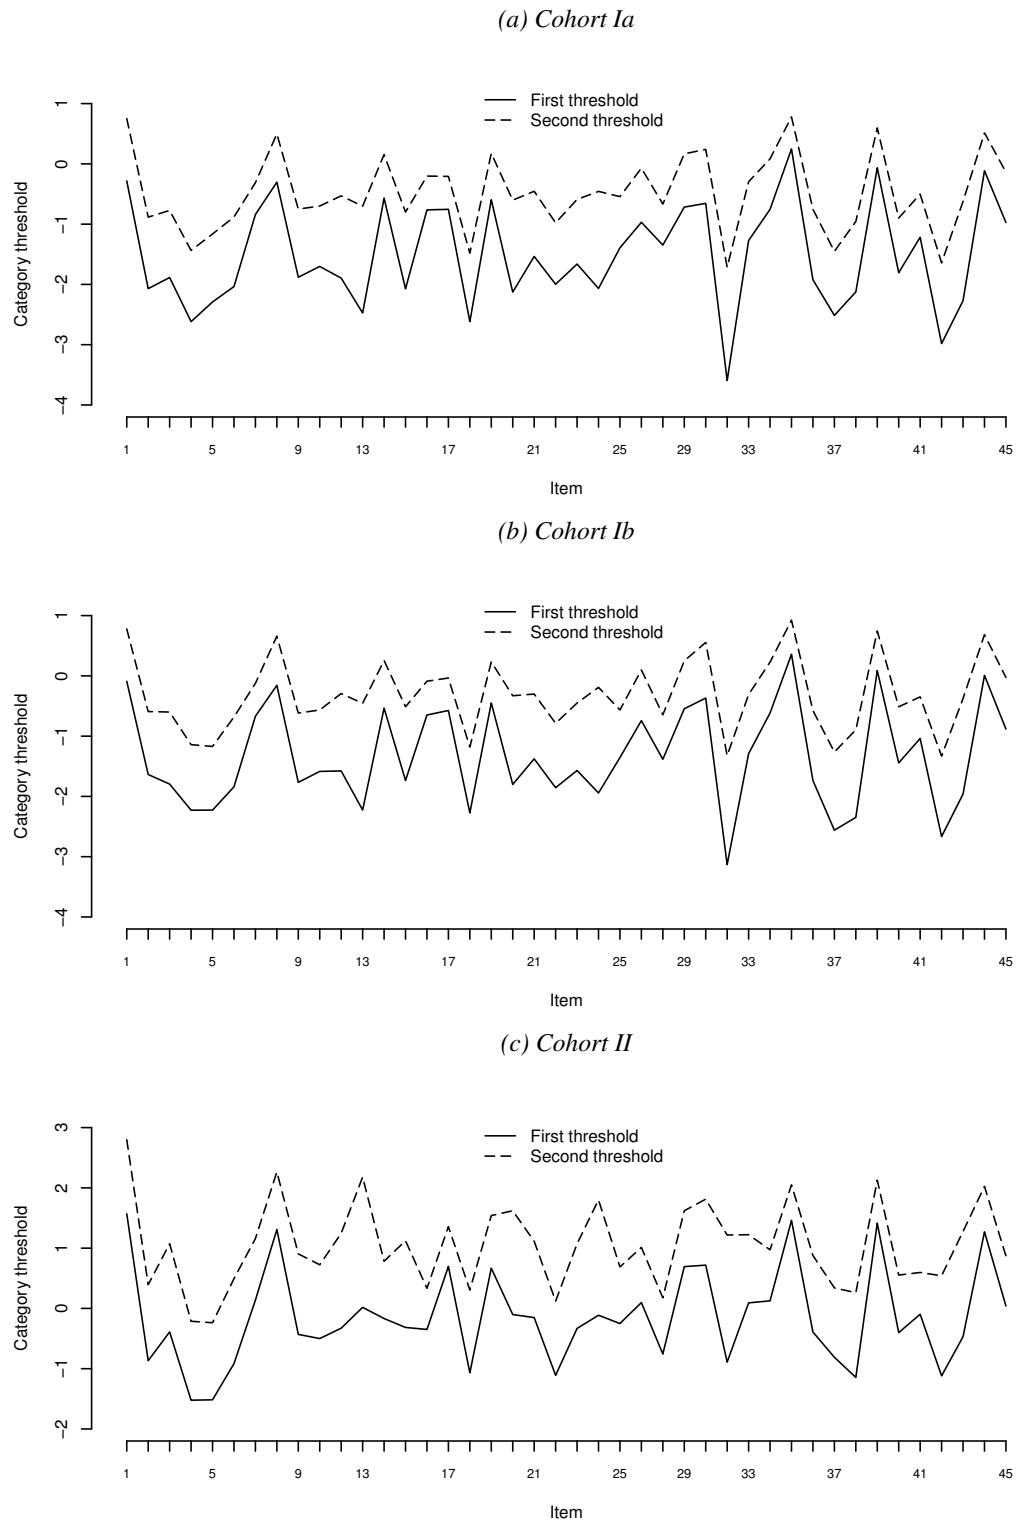 (a) Cohort Ia
First threshold
Second threshold
Category threshold
1
0
−1
−2
−3
−4
1 5 9 13 17 21 25 29 33 37 41 45
Item
(b) Cohort Ib
First threshold
Second threshold
Category threshold
1
0
−1
−2
−3
−4
1 5 9 13 17 21 25 29 33 37 41 45
Item
(c) Cohort II
First threshold
Second threshold
Category threshold
3
2
1
0
−1
−2
1 5 9 13 17 21 25 29 33 37 41 45
Item